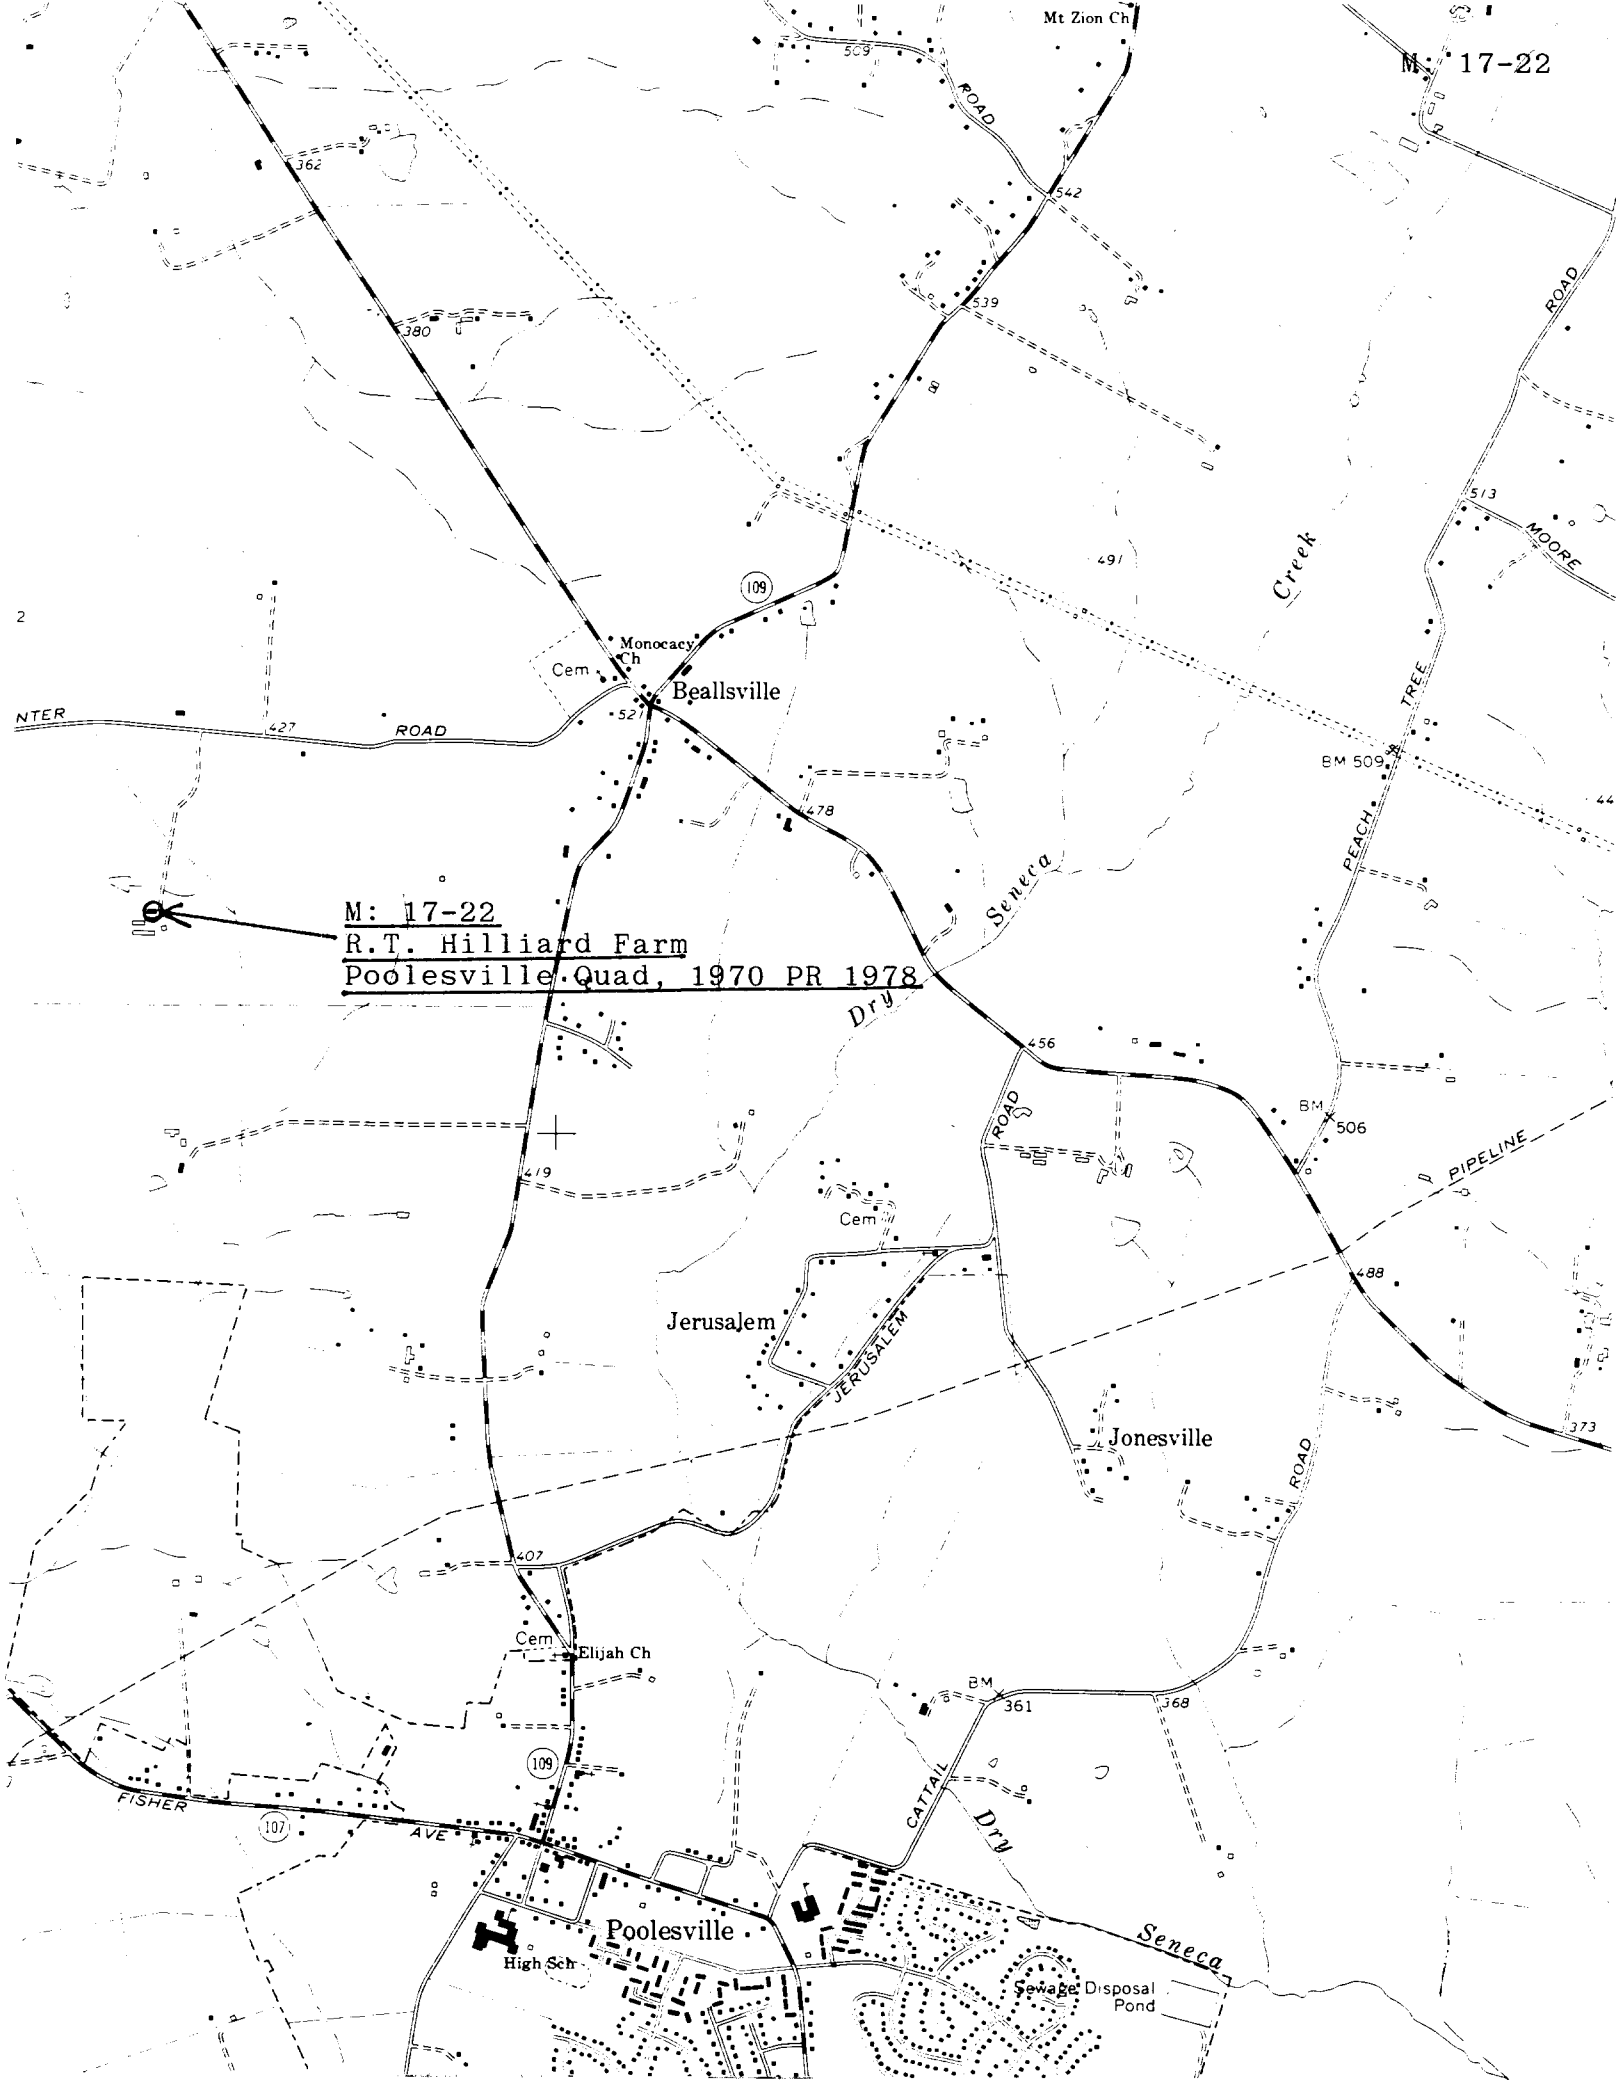 Mt Zion Ch
509
M: 17-22
ROAD
362
542
ROAD
539
380
513
MOORE
491
Creek
109
2
Monocacy
Ch
Cem
Beallsville
TREE
NTER
521
427
ROAD
BM 509
44
478
PEACH
Seneca
M: 17-22
R.T. Hilliard Farm
Poolesville Quad, 1970 PR 1978
Dry
456
ROAD
BM
506
PIPELINE
419
Cem
488
Jerusalem
JERUSALEM
373
Jonesville
ROAD
407
Cem
Elijah Ch
BM
361
368
109
CATTAIL
FISHER
107
AVE
Dry
Poolesville
Seneca
High Sch
Sewage Disposal
Pond